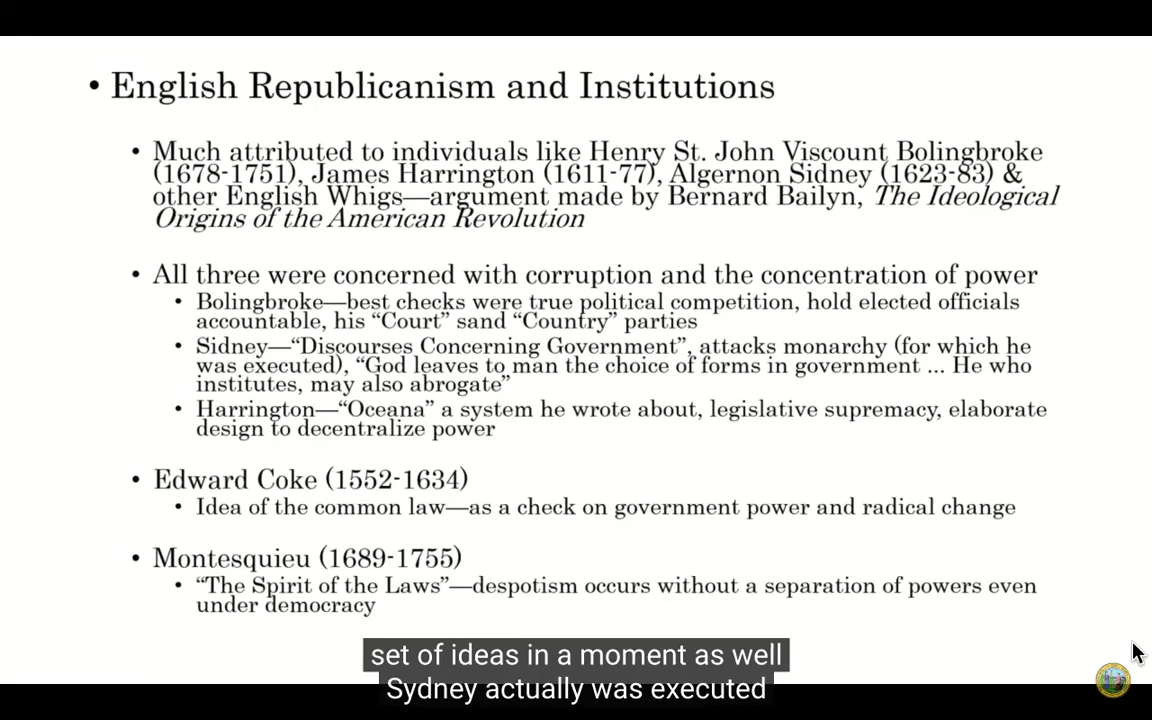 • English Republicanism and Institutions
• Much attributed to individuals like Henry St. John Viscount Bolingbroke
(1678-1751), James Harrington (1611-77), Algernon Sidney (1623-83) &
other English Whigs—argument made by Bernard Bailyn, The Ideological
Origins of the American Revolution
• All three were concerned with corruption and the concentration of power
• Bolingbroke—best checks were true political competition, hold elected officials
accountable, his “Court” sand “Country” parties
• Sidney—“Discourses Concerning Government”, attacks monarchy (for which he
was executed), “God leaves to man the choice of forms in government ... He who
institutes, may also abrogate”
• Harrington—“Oceana” a system he wrote about, legislative supremacy, elaborate
design to decentralize power
• Edward Coke (1552-1634)
• Idea of the common law—as a check on government power and radical change
• Montesquieu (1689-1755)
• “The Spirit of the Laws”—despotism occurs without a separation of powers even
under democracy
set of ideas in a moment as well
Sydney actually was executed